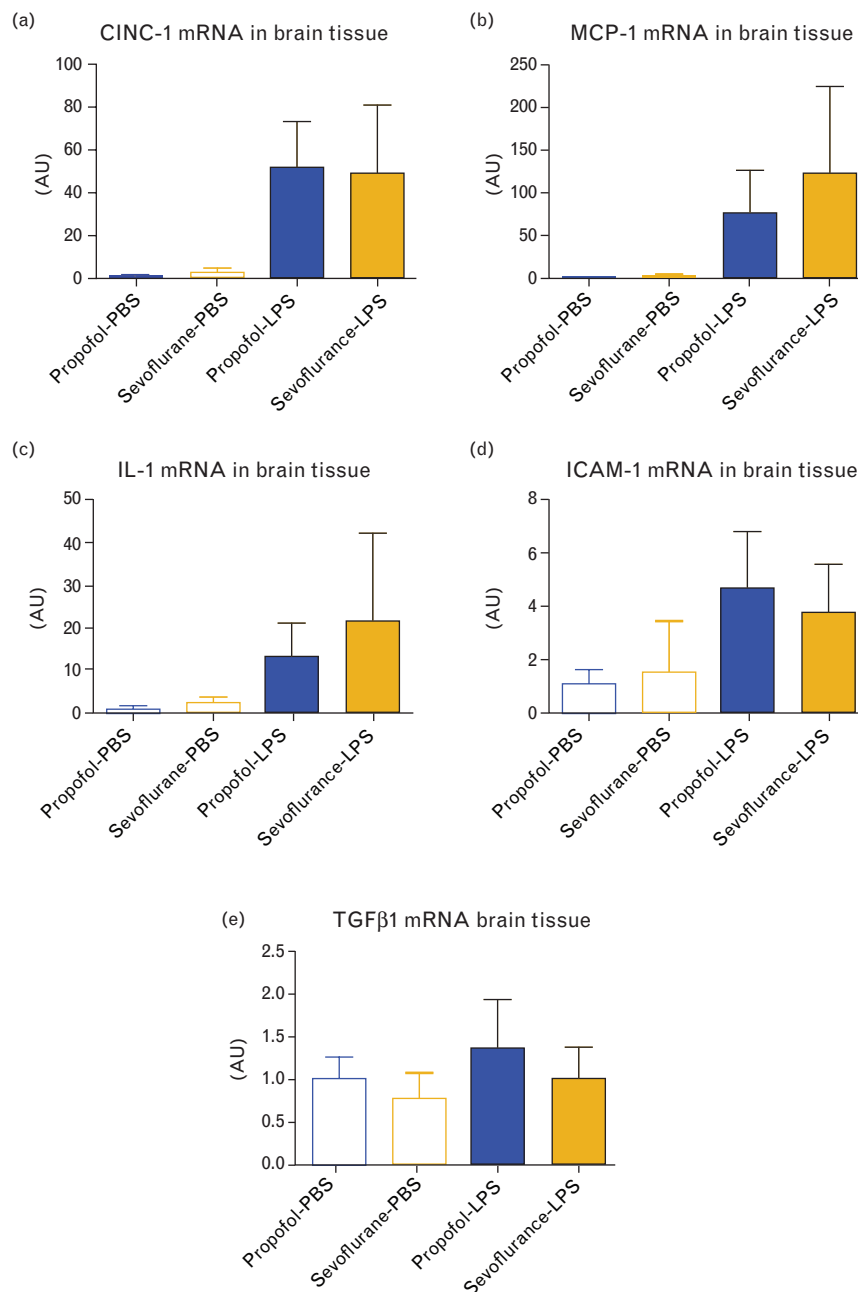 (a)
CINC-1 mRNA in brain tissue
100
80
60
40
20
0
(AU)
Propofol-PBS
Sevoflurane-PBS
Propofol-LPS
Sevoflurance-LPS
(b)
MCP-1 mRNA in brain tissue
250
200
150
100
50
0
(AU)
Propofol-PBS
Sevoflurane-PBS
Propofol-LPS
Sevoflurance-LPS
(c)
IL-1 mRNA in brain tissue
50
40
30
20
10
0
(AU)
Propofol-PBS
Sevoflurane-PBS
Propofol-LPS
Sevoflurance-LPS
(d)
ICAM-1 mRNA in brain tissue
8
6
4
2
0
(AU)
Propofol-PBS
Sevoflurane-PBS
Propofol-LPS
Sevoflurance-LPS
(e)
TGFβ1 mRNA brain tissue
2.5
2.0
1.5
1.0
0.5
0.0
(AU)
Propofol-PBS
Sevoflurane-PBS
Propofol-LPS
Sevoflurance-LPS